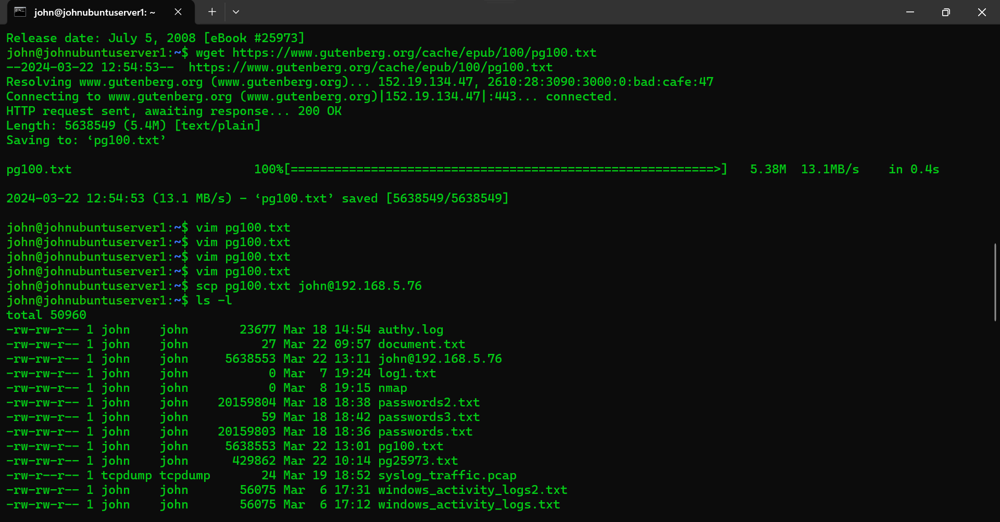 john@johnubuntuserver1: ~
Release date: July 5, 2008 [eBook #25973]
john@johnubuntuserver1:~$ wget https://www.gutenberg.org/cache/epub/100/pg100.txt
--2024-03-22 12:54:53--  https://www.gutenberg.org/cache/epub/100/pg100.txt
Resolving www.gutenberg.org (www.gutenberg.org)... 152.19.134.47, 2610:28:3090:3000:0:bad:cafe:47
Connecting to www.gutenberg.org (www.gutenberg.org)|152.19.134.47|:443... connected.
HTTP request sent, awaiting response... 200 OK
Length: 5638549 (5.4M) [text/plain]
Saving to: ‘pg100.txt’
pg100.txt                         100%[==========================================================>]   5.38M  13.1MB/s    in 0.4s
2024-03-22 12:54:53 (13.1 MB/s) - ‘pg100.txt’ saved [5638549/5638549]
john@johnubuntuserver1:~$ vim pg100.txt
john@johnubuntuserver1:~$ vim pg100.txt
john@johnubuntuserver1:~$ vim pg100.txt
john@johnubuntuserver1:~$ vim pg100.txt
john@johnubuntuserver1:~$ scp pg100.txt john@192.168.5.76
john@johnubuntuserver1:~$ ls -l
total 50960
-rw-rw-r-- 1 john    john       23677 Mar 18 14:54 authy.log
-rw-rw-r-- 1 john    john          27 Mar 22 09:57 document.txt
-rw-rw-r-- 1 john    john     5638553 Mar 22 13:11 john@192.168.5.76
-rw-rw-r-- 1 john    john           0 Mar  7 19:24 log1.txt
-rw-rw-r-- 1 john    john           0 Mar  8 19:15 nmap
-rw-rw-r-- 1 john    john    20159804 Mar 18 18:38 passwords2.txt
-rw-rw-r-- 1 john    john          59 Mar 18 18:42 passwords3.txt
-rw-rw-r-- 1 john    john    20159803 Mar 18 18:36 passwords.txt
-rw-rw-r-- 1 john    john     5638553 Mar 22 13:01 pg100.txt
-rw-rw-r-- 1 john    john      429862 Mar 22 10:14 pg25973.txt
-rw-r--r-- 1 tcpdump tcpdump       24 Mar 19 18:52 syslog_traffic.pcap
-rw-rw-r-- 1 john    john       56075 Mar  6 17:31 windows_activity_logs2.txt
-rw-rw-r-- 1 john    john       56075 Mar  6 17:12 windows_activity_logs.txt